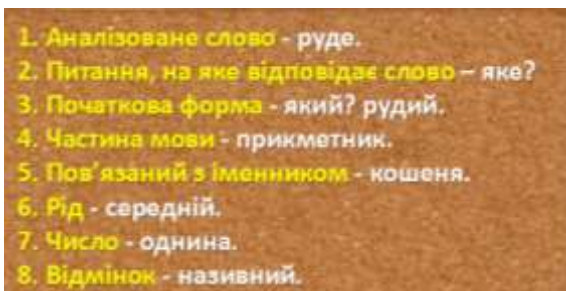 1. Аналізоване слово - руде.
2. Питання, на яке відповідає слово – яке?
3. Початкова форма - який? рудий.
4. Частина мови - прикметник.
5. Пов'язаний з іменником - кошеня.
6. Рід - середній.
7. Число - однина.
8. Відмінок - називний.